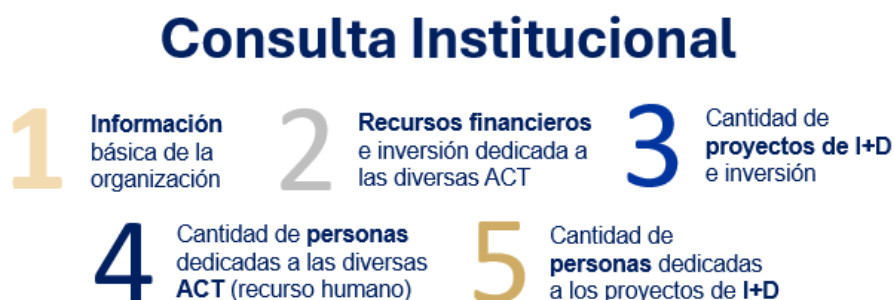 Consulta Institucional
1
Información
básica de la
organización
2
Recursos financieros
e inversión dedicada a
las diversas ACT
3
Cantidad de
proyectos de I+D
e inversión
4
Cantidad de personas
dedicadas a las diversas
ACT (recurso humano)
5
Cantidad de
personas dedicadas
a los proyectos de I+D